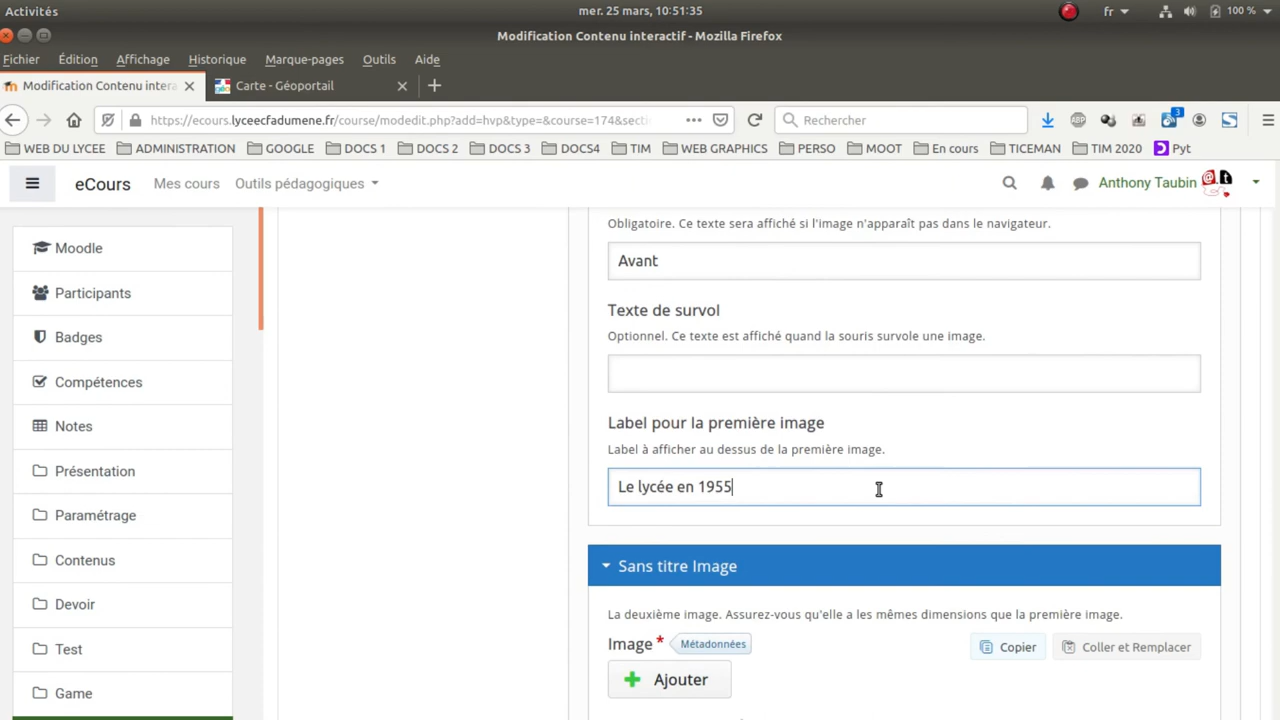 Activités
mer. 25 mars, 10:51:35
fr
100 %
Modification Contenu interactif - Mozilla Firefox
Fichier Édition Affichage Historique Marque-pages Outils Aide
Modification Contenu intera
Carte - Géoportail
https://ecours.lyceecfadumene.fr/course/modedit.php?add=hvp&type=&course=174&secti
Rechercher
3
WEB DU LYCEE ADMINISTRATION GOOGLE DOCS 1 DOCS 2 DOCS 3 DOCS4 TIM WEB GRAPHICS PERSO MOOT En cours TICEMAN TIM 2020 Pyt
eCours Mes cours Outils pédagogiques Anthony Taubin
Moodle
Participants
Badges
Compétences
Notes
Présentation
Paramétrage
Contenus
Devoir
Test
Game
Obligatoire. Ce texte sera affiché si l'image n'apparaît pas dans le navigateur.
Avant
Texte de survol
Optionnel. Ce texte est affiché quand la souris survole une image.
Label pour la première image
Label à afficher au dessus de la première image.
Le lycée en 1955
Sans titre Image
La deuxième image. Assurez-vous qu'elle a les mêmes dimensions que la première image.
Image * Métadonnées
Copier
Coller et Remplacer
Ajouter